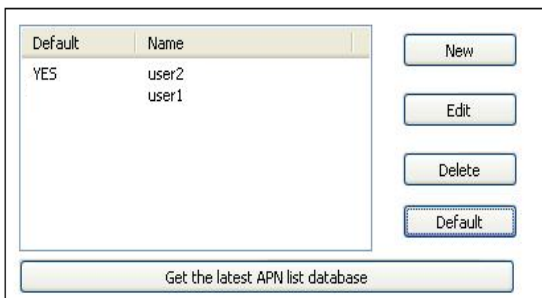 Default Name
YES user2
user1
New
Edit
Delete
Default
Get the latest APN list database